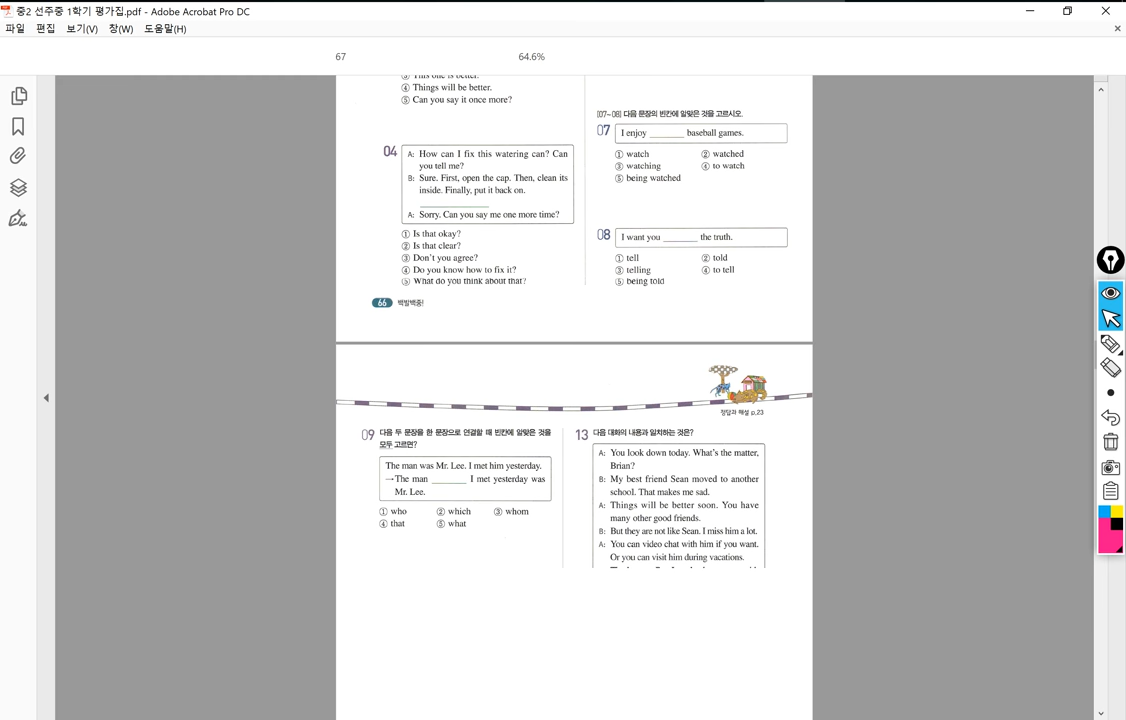 중2 선주중 1학기 평가집.pdf - Adobe Acrobat Pro DC
파일 편집 보기(V) 창(W) 도움말(H)
67 64.6%
③ This one is better.
④ Things will be better.
⑤ Can you say it once more?
04
A: How can I fix this watering can? Can
you tell me?
B: Sure. First, open the cap. Then, clean its
inside. Finally, put it back on.
A: Sorry. Can you say me one more time?
① Is that okay?
② Is that clear?
③ Don't you agree?
④ Do you know how to fix it?
⑤ What do you think about that?
66 백발백중!
[07~08] 다음 문장의 빈칸에 알맞은 것을 고르시오.
07 I enjoy ______ baseball games.
① watch ② watched
③ watching ④ to watch
⑤ being watched
08 I want you ______ the truth.
① tell ② told
③ telling ④ to tell
⑤ being told
정답과 해설 p.23
09 다음 두 문장을 한 문장으로 연결할 때 빈칸에 알맞은 것을
모두 고르면?
The man was Mr. Lee. I met him yesterday.
→ The man ______ I met yesterday was
Mr. Lee.
① who ② which ③ whom
④ that ⑤ what
13 다음 대화의 내용과 일치하는 것은?
A: You look down today. What's the matter,
Brian?
B: My best friend Sean moved to another
school. That makes me sad.
A: Things will be better soon. You have
many other good friends.
B: But they are not like Sean. I miss him a lot.
A: You can video chat with him if you want.
Or you can visit him during vacations.